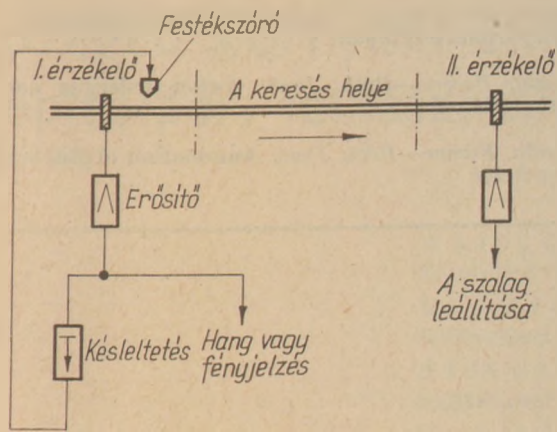 Festékszóró
I. érzékelő
A keresés helye
II. érzékelő
Erősítő
A szalag
leállítása
Késleltetés
Hang vagy
fényjelzés